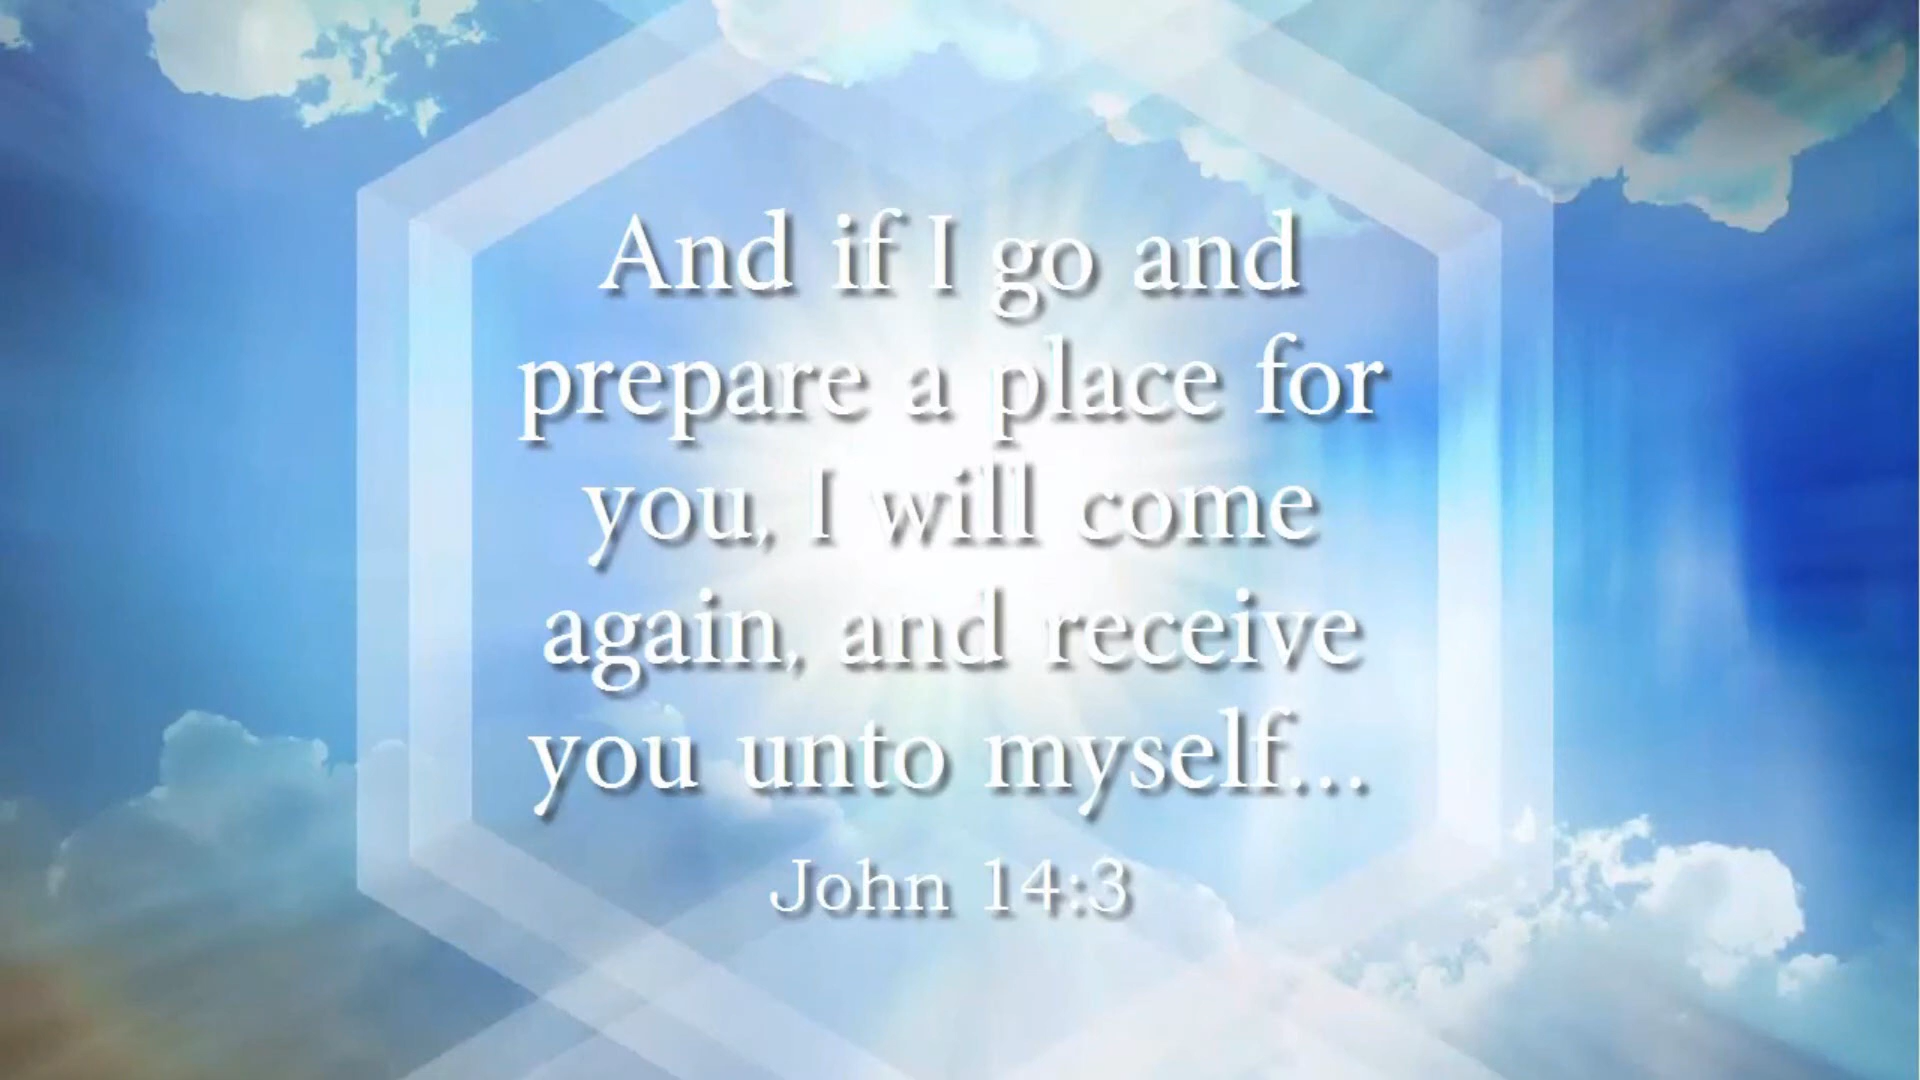 And if I go and
prepare a place for
you, I will come
again, and receive
you unto myself...
John 14:3